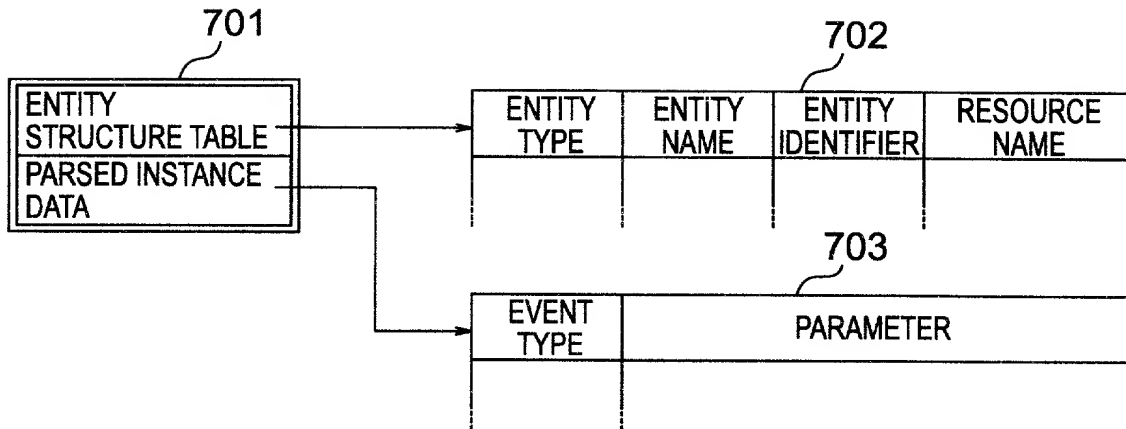 701
702
ENTITY
STRUCTURE TABLE
PARSED INSTANCE
DATA
ENTITY
TYPE
ENTITY
NAME
ENTITY
IDENTIFIER
RESOURCE
NAME
703
EVENT
TYPE
PARAMETER